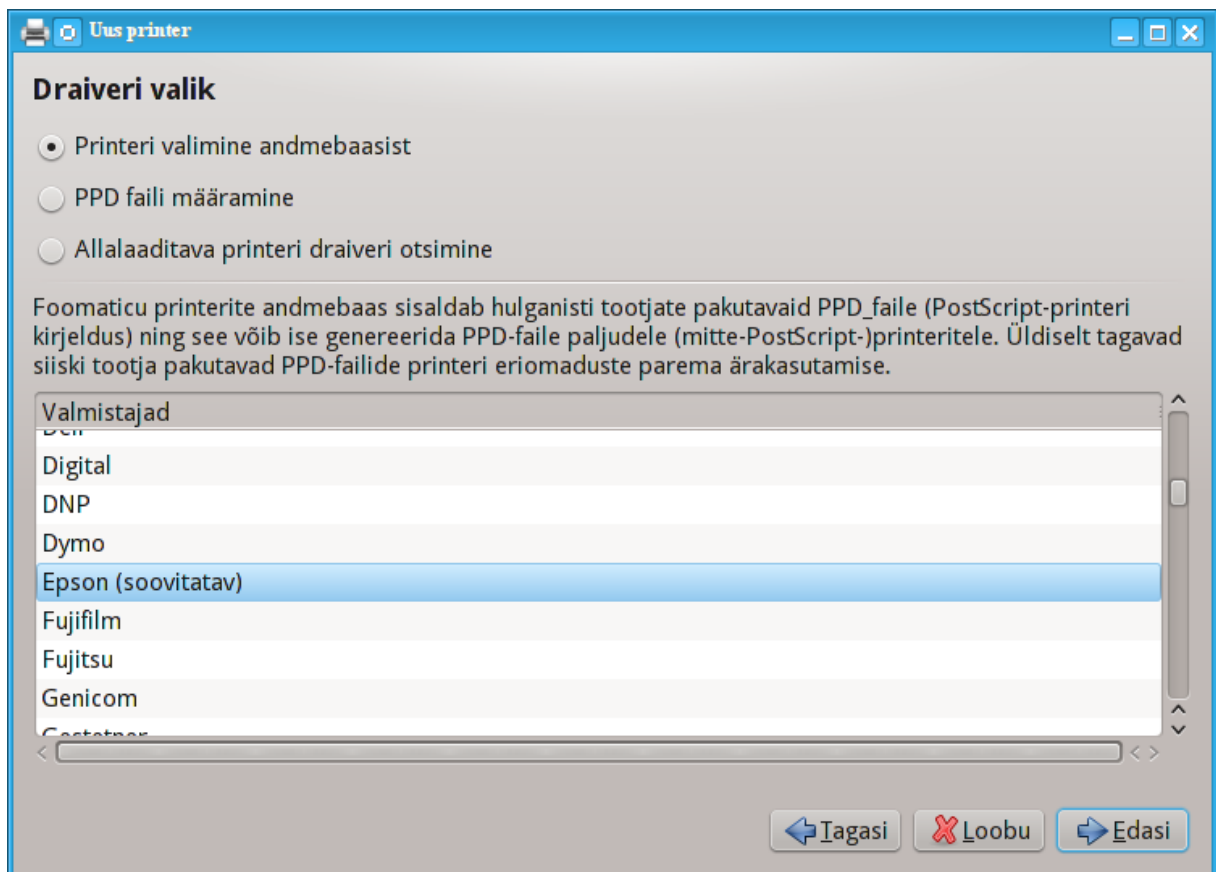 Uus printer
Draiveri valik
Printeri valimine andmebaasist
PPD faili määramine
Allalaaditava printeri draiveri otsimine
Foomaticu printerite andmebaas sisaldab hulganisti tootjate pakutavaid PPD_faile (PostScript-printeri
kirjeldus) ning see võib ise genereerida PPD-faile paljudele (mitte-PostScript-)printeritele. Üldiselt tagavad
siiski tootja pakutavad PPD-failide printeri eriomaduste parema ärakasutamise.
Valmistajad
Digital
DNP
Dymo
Epson (soovitatav)
Fujifilm
Fujitsu
Genicom
Tagasi Loobu Edasi